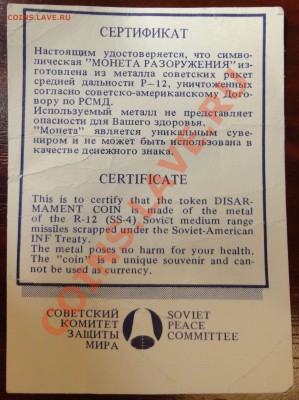 COINS.LAVE.RU
СЕРТИФИКАТ
Настоящим удостоверяется, что симво-
лическая "МОНЕТА РАЗОРУЖЕНИЯ" из-
готовлена из металла советских ракет
средней дальности Р-12, уничтоженных
согласно советско-американскому Дого-
вору по РСМД.
Используемый металл не представляет
опасности для Вашего здоровья.
"Монета" является уникальным суве-
ниром и не может быть использована в
качестве денежного знака.
CERTIFICATE
This is to certify that the token DISAR-
MAMENT COIN is made of the metal
of the R-12 (SS-4) Soviet medium range
missiles scrapped under the Soviet-American
INF Treaty.
The metal poses no harm for your health.
The "coin" is a unique souvenir and can
not be used as currency.
СОВЕТСКИЙ
КОМИТЕТ
ЗАЩИТЫ
МИРА
SOVIET
PEACE
COMMITTEE
COINS.LAVE.RU